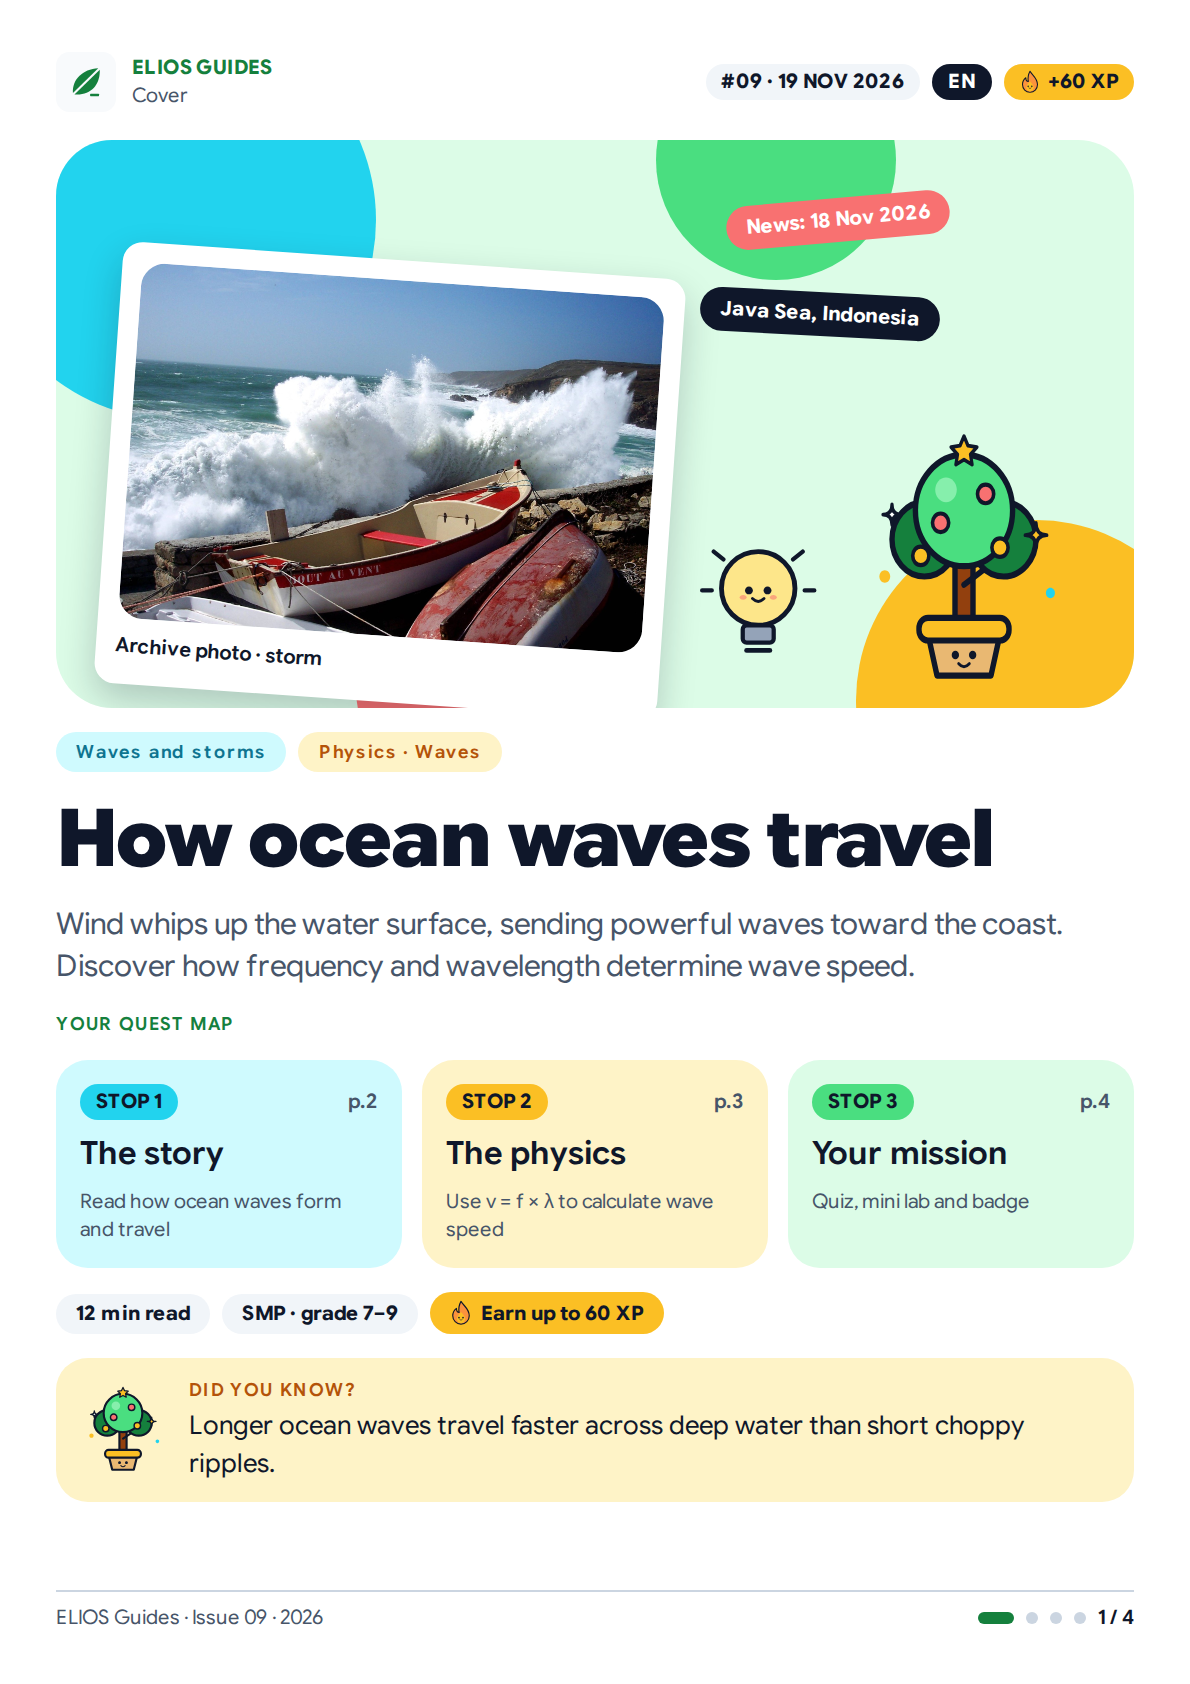 ELIOS GUIDES
Cover
#09 · 19 NOV 2026
EN
+60 XP
News: 18 Nov 2026
Java Sea, Indonesia
OOUT AU VENT
Archive photo · storm
Waves and storms
Physics · Waves
How ocean waves travel
Wind whips up the water surface, sending powerful waves toward the coast.
Discover how frequency and wavelength determine wave speed.
YOUR QUEST MAP
STOP 1
p.2
The story
Read how ocean waves form
and travel
STOP 2
p.3
The physics
Use v = f × λ to calculate wave
speed
STOP 3
p.4
Your mission
Quiz, mini lab and badge
12 min read
SMP · grade 7–9
Earn up to 60 XP
DID YOU KNOW?
Longer ocean waves travel faster across deep water than short choppy
ripples.
ELIOS Guides · Issue 09 · 2026
1 / 4